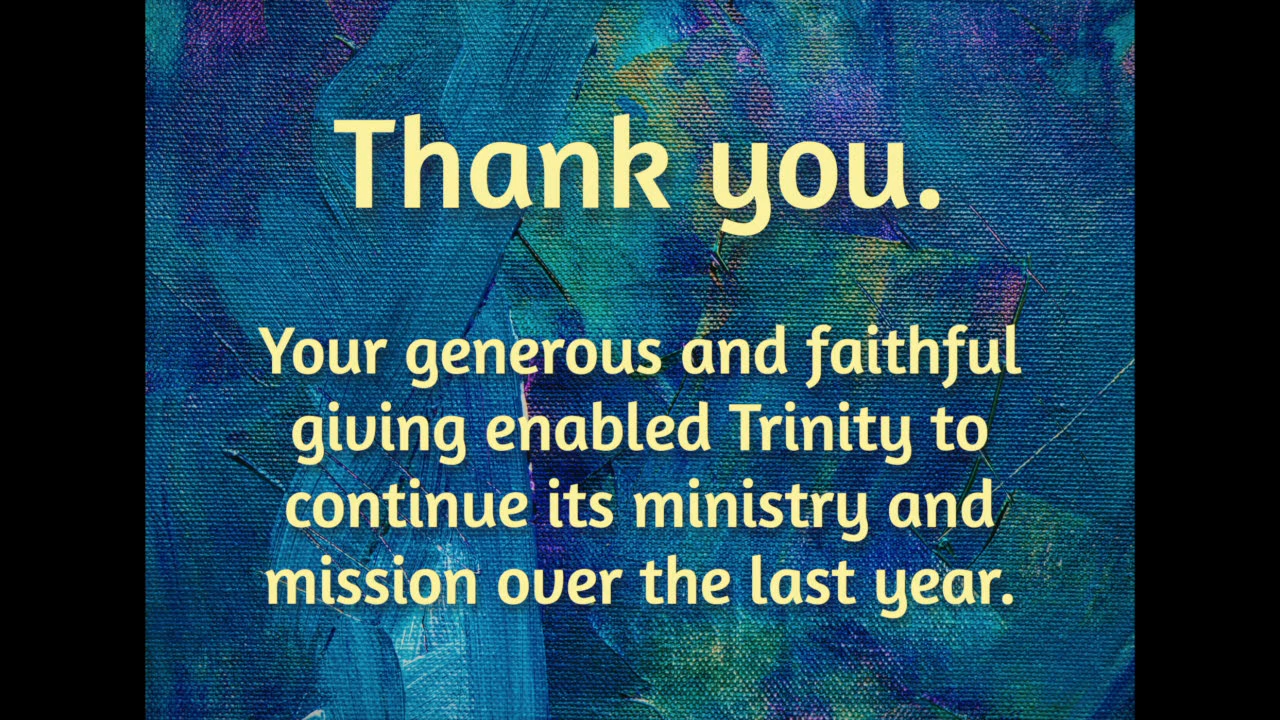 Thank you.
Your generous and faithful
giving enabled Trinity to
continue its ministry and
mission over the last year.